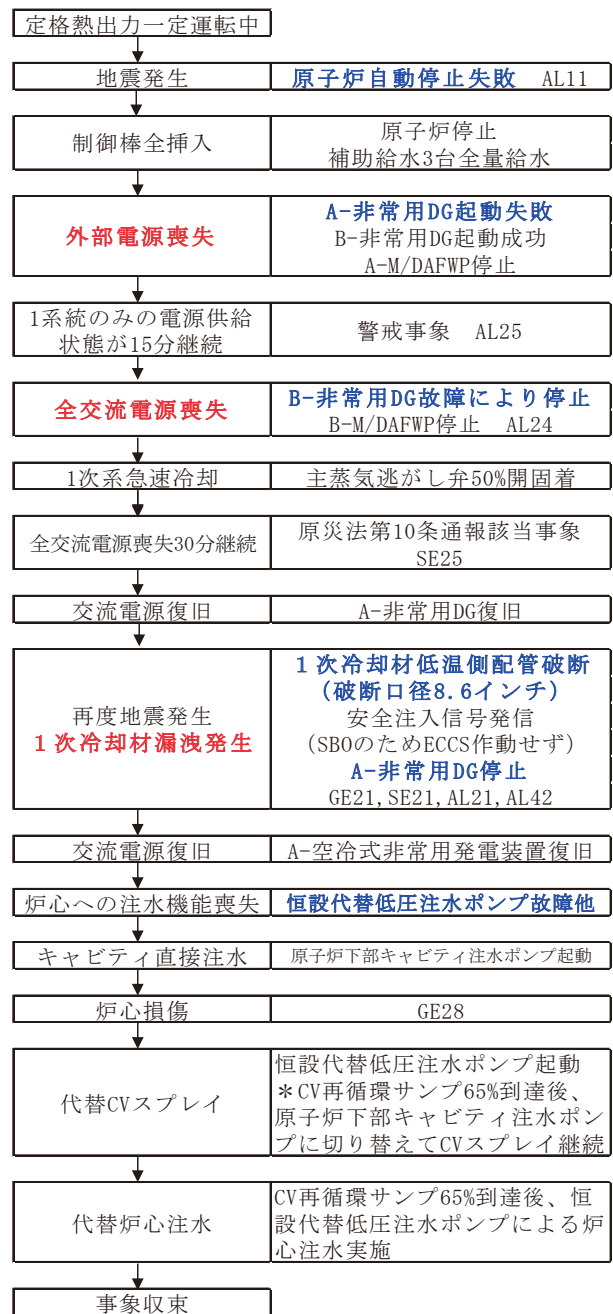 定格熱出力一定運転中
地震発生
原子炉自動停止失敗 AL11
制御棒全挿入
原子炉停止
補助給水3台全量給水
外部電源喪失
A-非常用DG起動失敗
B-非常用DG起動成功
A-M/DAFWP停止
1系統のみの電源供給
状態が15分継続
警戒事象 AL25
全交流電源喪失
B-非常用DG故障により停止
B-M/DAFWP停止 AL24
1次系急速冷却
主蒸気逃がし弁50%開固着
全交流電源喪失30分継続
原災法第10条通報該当事象
SE25
交流電源復旧
A-非常用DG復旧
再度地震発生
1次冷却材漏洩発生
1次冷却材低温側配管破断
(破断口径8.6インチ)
安全注入信号発信
(SBOのためECCS作動せず)
A-非常用DG停止
GE21,SE21,AL21,AL42
交流電源復旧
A-空冷式非常用発電装置復旧
炉心への注水機能喪失
恒設代替低圧注水ポンプ故障他
キャビティ直接注水
原子炉下部キャビティ注水ポンプ起動
炉心損傷
GE28
代替CVスプレイ
恒設代替低圧注水ポンプ起動
＊CV再循環サンプ65%到達後、
原子炉下部キャビティ注水ポン
プに切り替えてCVスプレイ継続
代替炉心注水
CV再循環サンプ65%到達後、恒
設代替低圧注水ポンプによる炉
心注水実施
事象収束